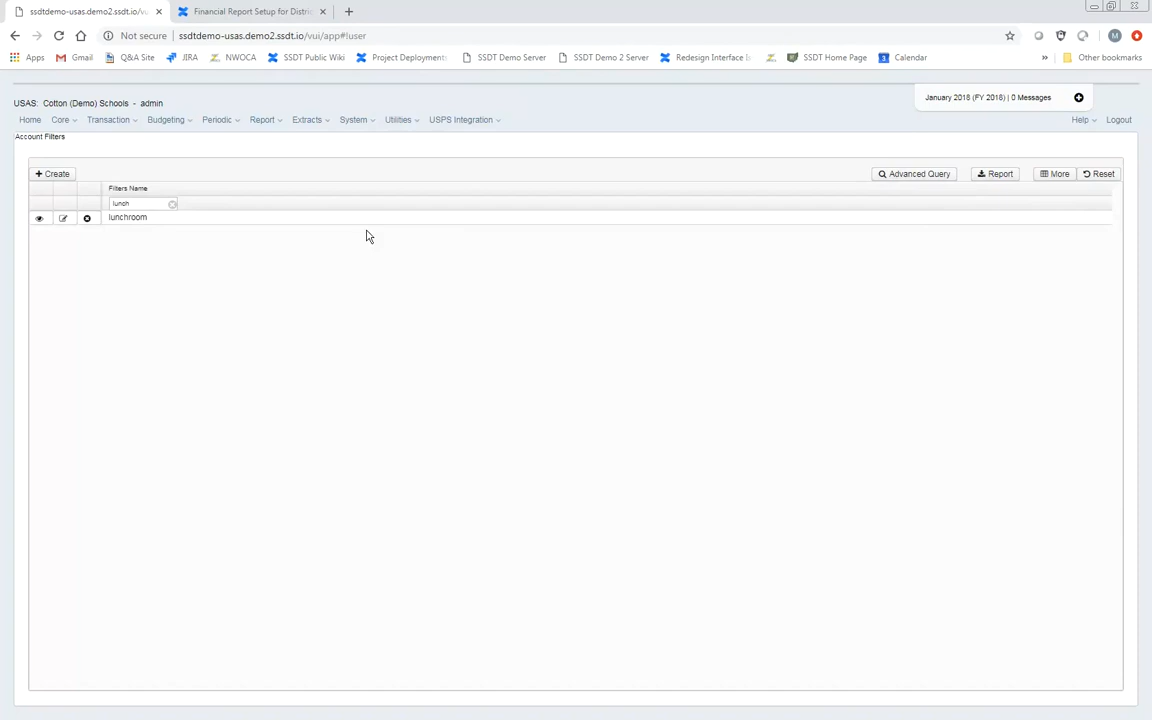 ssdtdemo-usas.demo2.ssdt.io/vu
Financial Report Setup for Distric
Not secure | ssdtdemo-usas.demo2.ssdt.io/vui/app#!user M
Apps Gmail Q&A Site JIRA NWOCA SSDT Public Wiki Project Deployment: SSDT Demo Server SSDT Demo 2 Server Redesign Interface I SSDT Home Page Calendar » Other bookmarks
USAS: Cotton (Demo) Schools - admin
January 2018 (FY 2018) | 0 Messages
Home Core Transaction Budgeting Periodic Report Extracts System Utilities USPS Integration Help Logout
Account Filters
Create Advanced Query Report More Reset
Filters Name
lunch
lunchroom